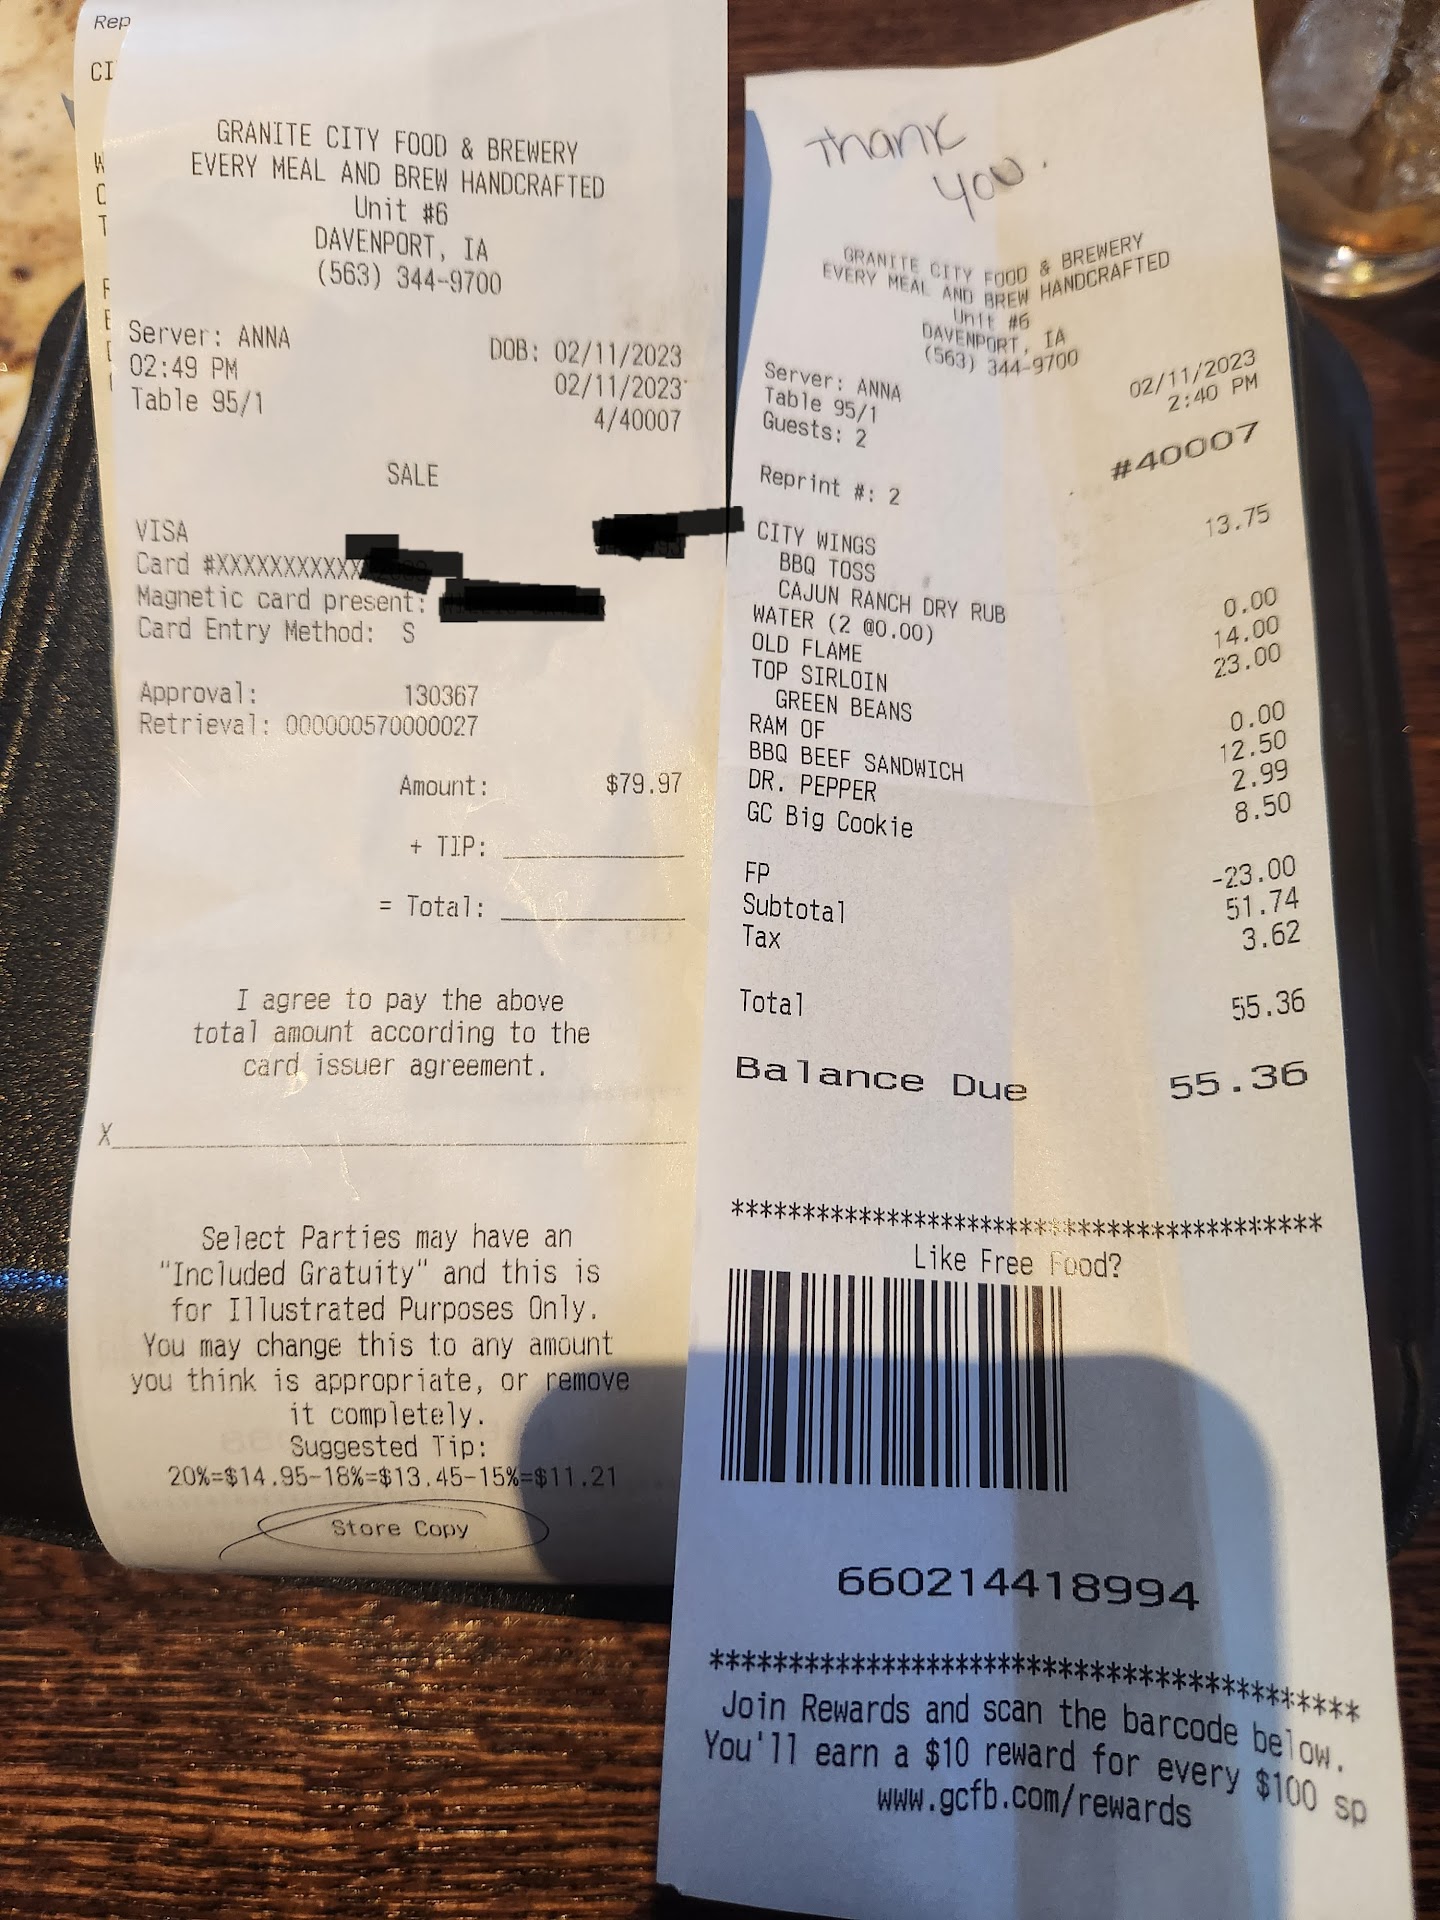 Rep
CI
W
C
T
F
E
GRANITE CITY FOOD & BREWERY
EVERY MEAL AND BREW HANDCRAFTED
Unit #6
DAVENPORT, IA
(563) 344-9700
Server: ANNA DOB: 02/11/2023
02:49 PM 02/11/2023
Table 95/1 4/40007
SALE
VISA
Card #XXXXXXXXXXXX
Magnetic card present:
Card Entry Method: S
Approval: 130367
Retrieval: 000000570000027
Amount: $79.97
+ TIP:
= Total:
I agree to pay the above
total amount according to the
card issuer agreement.
X
Select Parties may have an
"Included Gratuity" and this is
for Illustrated Purposes Only.
You may change this to any amount
you think is appropriate, or remove
it completely.
Suggested Tip:
20%=$14.95-18%=$13.45-15%=$11.21
Store Copy
Thank
you.
GRANITE CITY FOOD & BREWERY
EVERY MEAL AND BREW HANDCRAFTED
Unit #6
DAVENPORT, IA
(563) 344-9700
Server: ANNA 02/11/2023
Table 95/1 2:40 PM
Guests: 2
#40007
Reprint #: 2
CITY WINGS 13.75
BBQ TOSS
CAJUN RANCH DRY RUB
WATER (2 @0.00) 0.00
OLD FLAME 14.00
TOP SIRLOIN 23.00
GREEN BEANS
RAM OF 0.00
BBQ BEEF SANDWICH 12.50
DR. PEPPER 2.99
GC Big Cookie 8.50
FP -23.00
Subtotal 51.74
Tax 3.62
Total 55.36
Balance Due 55.36
******************************************
Like Free Food?
660214418994
******************************************
Join Rewards and scan the barcode below.
You'll earn a $10 reward for every $100 sp
www.gcfb.com/rewards